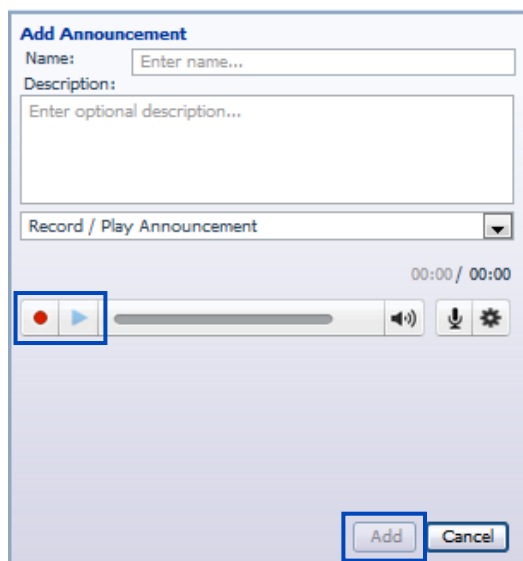 Add Announcement
Name: Enter name...
Description:
Enter optional description...
Record / Play Announcement
00:00 / 00:00
Add Cancel